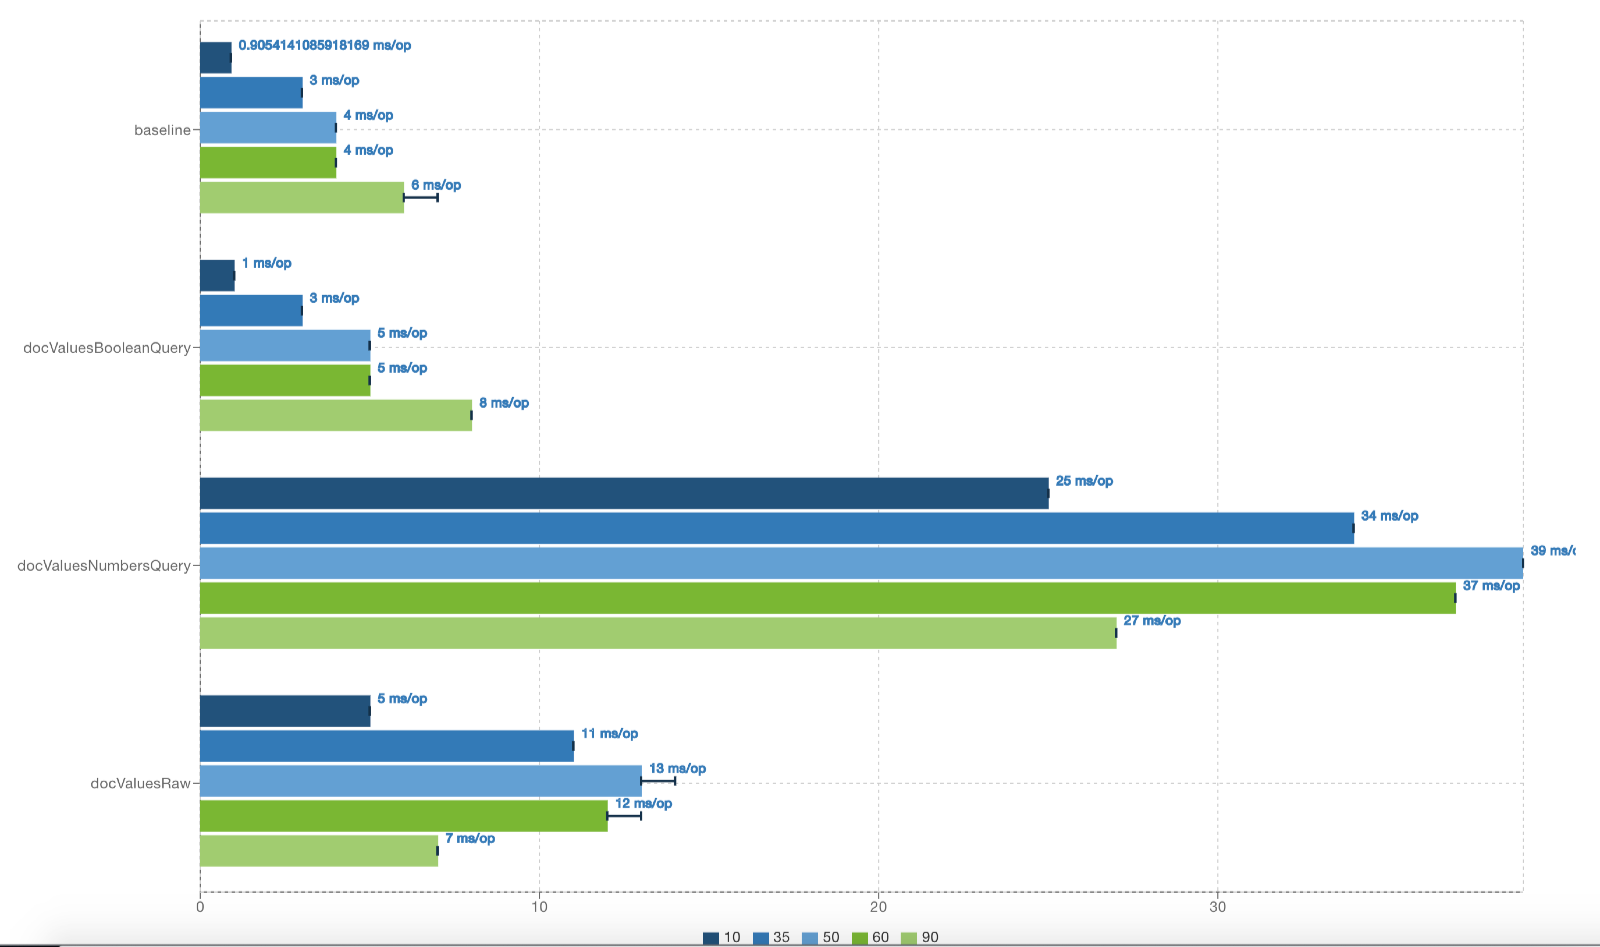 0.9054141085918169 ms/op
3 ms/op
4 ms/op
baseline
4 ms/op
6 ms/op
1 ms/op
3 ms/op
5 ms/op
docValuesBooleanQuery
5 ms/op
8 ms/op
25 ms/op
34 ms/op
39 ms/
docValuesNumbersQuery
37 ms/op
27 ms/op
5 ms/op
11 ms/op
13 ms/op
docValuesRaw
12 ms/op
7 ms/op
0 10 20 30
10 35 50 60 90